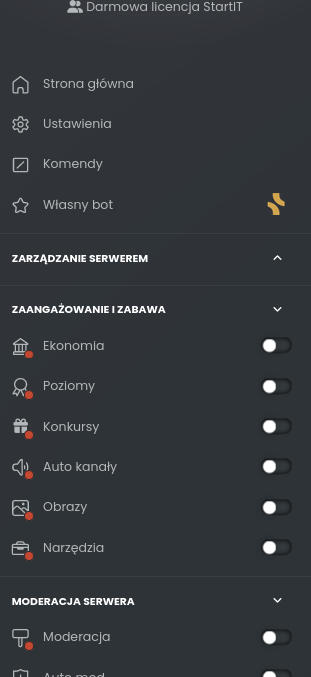 Darmowa licencja StartIT
Strona główna
Ustawienia
Komendy
Własny bot
ZARZĄDZANIE SERWEREM
ZAANGAŻOWANIE I ZABAWA
Ekonomia
Poziomy
Konkursy
Auto kanały
Obrazy
Narzędzia
MODERACJA SERWERA
Moderacja
Auto mod